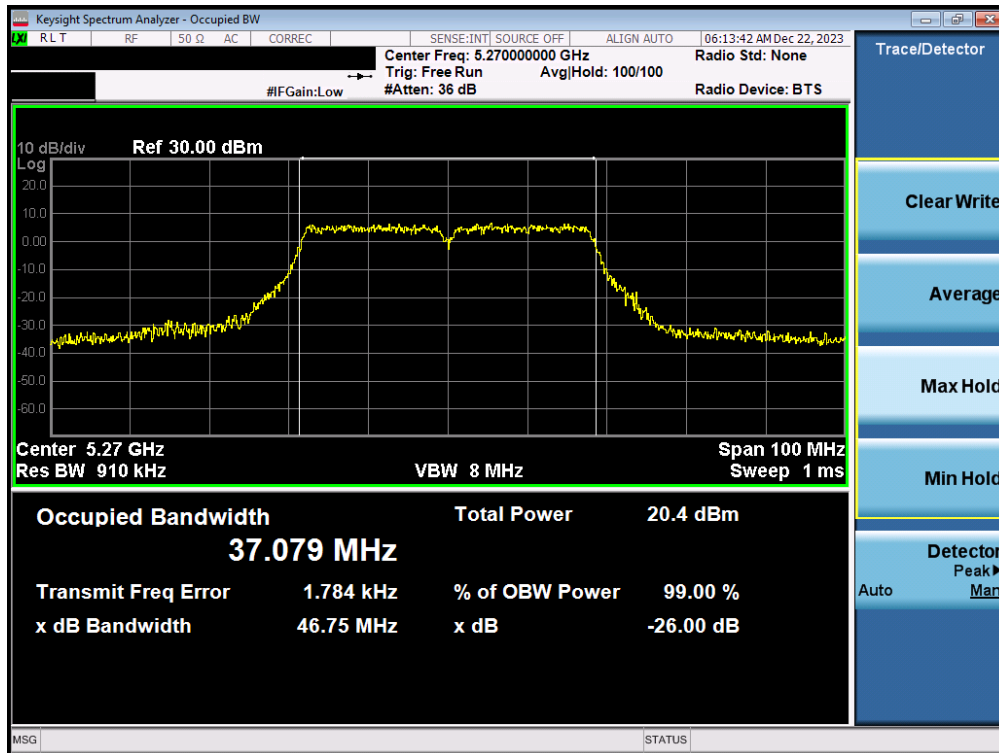 Keysight Spectrum Analyzer - Occupied BW
LXI RLT RF 50 Ω AC CORREC SENSE:INT SOURCE OFF ALIGN AUTO 06:13:42 AM Dec 22, 2023
Center Freq: 5.270000000 GHz Radio Std: None
Trig: Free Run Avg|Hold: 100/100
#IFGain:Low #Atten: 36 dB Radio Device: BTS
10 dB/div Ref 30.00 dBm
Log
20.0
10.0
0.00
-10.0
-20.0
-30.0
-40.0
-50.0
-60.0
Center 5.27 GHz Span 100 MHz
Res BW 910 kHz VBW 8 MHz Sweep 1 ms
Occupied Bandwidth Total Power 20.4 dBm
37.079 MHz
Transmit Freq Error 1.784 kHz % of OBW Power 99.00 %
x dB Bandwidth 46.75 MHz x dB -26.00 dB
MSG STATUS
Trace/Detector
Clear Write
Average
Max Hold
Min Hold
Detector
Peak▶
Auto Man